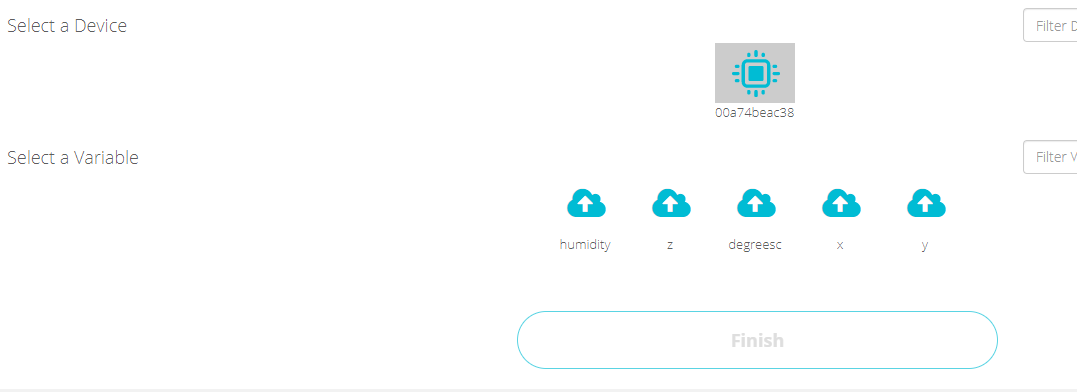 Select a Device
Filter D
00a74beac38
Select a Variable
Filter V
humidity z degreesc x y
Finish